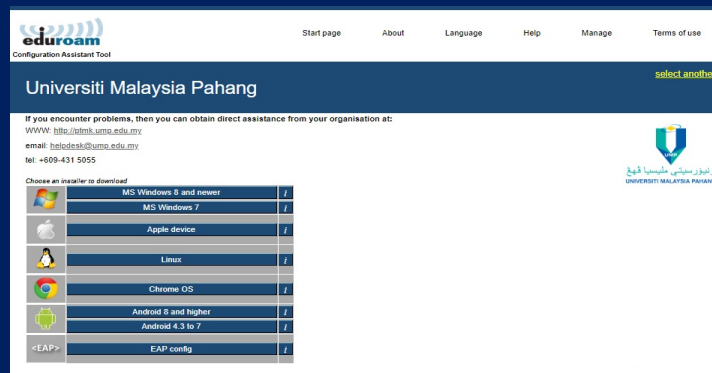 eduroam
Configuration Assistant Tool
Start page About Language Help Manage Terms of use
select anothe
Universiti Malaysia Pahang
If you encounter problems, then you can obtain direct assistance from your organisation at:
WWW: http://ptmk.ump.edu.my
email: helpdesk@ump.edu.my
tel: +609-431 5055
UMP
اونيۏرسيتي مليسيا ڤهڠ
UNIVERSITI MALAYSIA PAHAN
Choose an installer to download
MS Windows 8 and newer i
MS Windows 7 i
Apple device i
Linux i
Chrome OS i
Android 8 and higher i
Android 4.3 to 7 i
<EAP> EAP config i